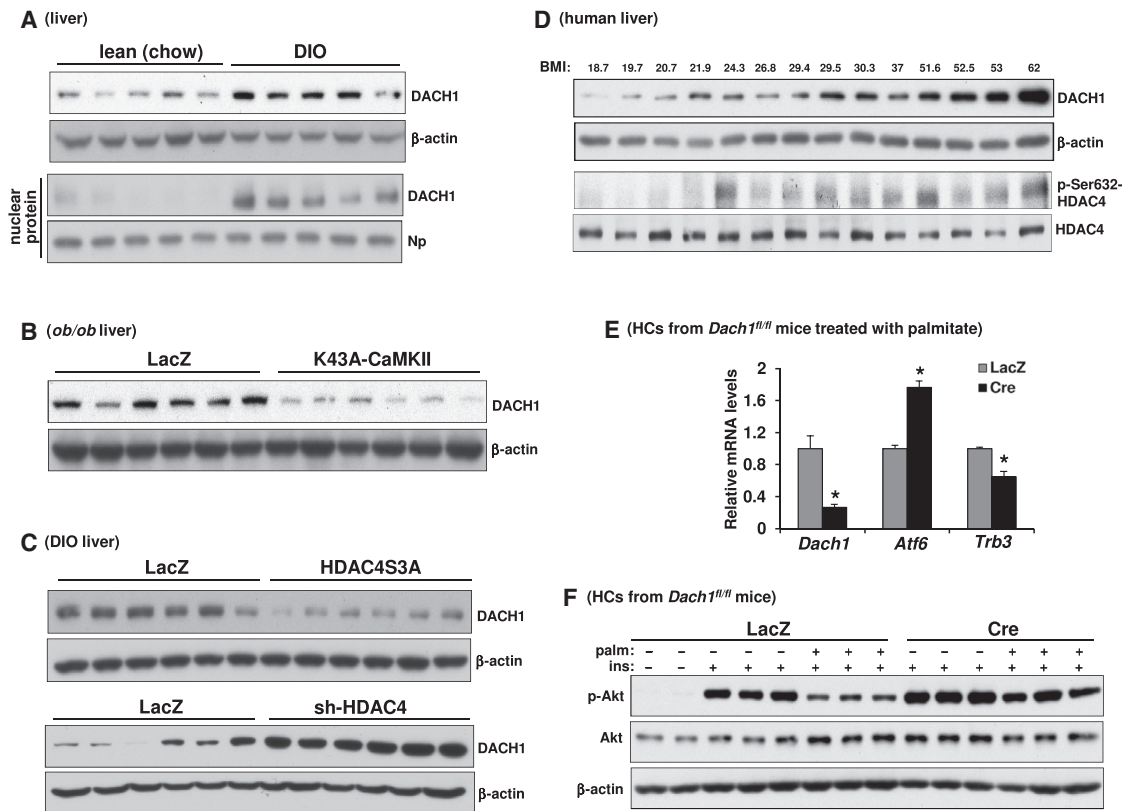 A (liver)
lean (chow) DIO
DACH1
β-actin
nuclear protein
DACH1
Np
B (ob/ob liver)
LacZ K43A-CaMKII
DACH1
β-actin
C (DIO liver)
LacZ HDAC4S3A
DACH1
β-actin
LacZ sh-HDAC4
DACH1
β-actin
D (human liver)
BMI: 18.7 19.7 20.7 21.9 24.3 26.8 29.4 29.5 30.3 37 51.6 52.5 53 62
DACH1
β-actin
p-Ser632-
HDAC4
HDAC4
E (HCs from Dach1fl/fl mice treated with palmitate)
Relative mRNA levels
2
1.6
1.2
0.8
0.4
0
LacZ
Cre
*
*
*
Dach1 Atf6 Trb3
F (HCs from Dach1fl/fl mice)
LacZ Cre
palm: – – – – – + + + – – – + + +
ins: – – + + + + + + + + + + + +
p-Akt
Akt
β-actin